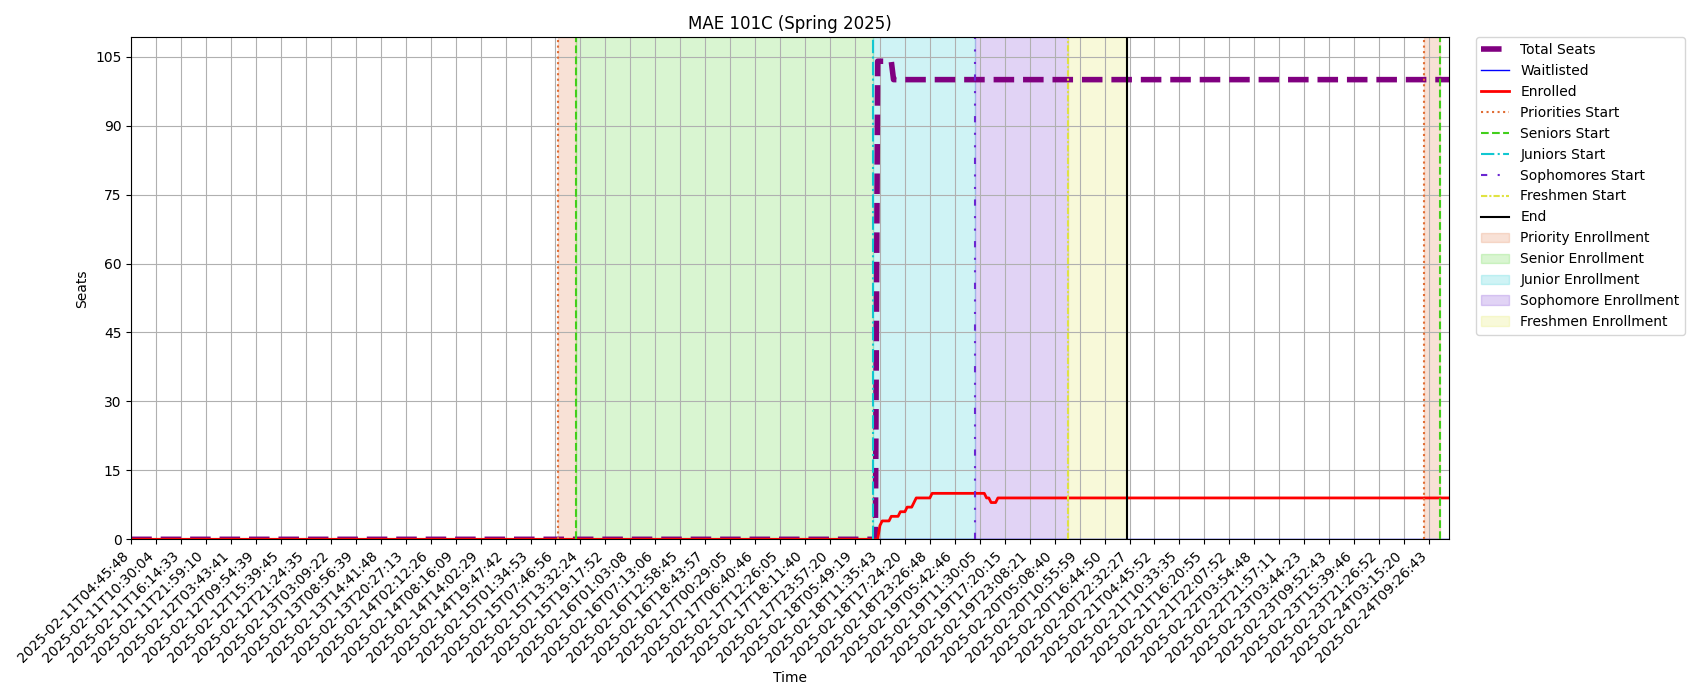 MAE 101C (Spring 2025)
105
90
75
60
45
30
15
0
Seats
2025-02-11T04:45:48
2025-02-11T10:30:04
2025-02-11T16:14:33
2025-02-11T21:59:10
2025-02-12T03:43:41
2025-02-12T09:54:39
2025-02-12T15:39:45
2025-02-12T21:24:35
2025-02-13T03:09:22
2025-02-13T08:56:39
2025-02-13T14:41:48
2025-02-13T20:27:13
2025-02-14T02:12:26
2025-02-14T08:16:09
2025-02-14T14:02:29
2025-02-14T19:47:42
2025-02-15T01:34:53
2025-02-15T07:46:56
2025-02-15T13:32:24
2025-02-15T19:17:52
2025-02-16T01:03:08
2025-02-16T07:13:06
2025-02-16T12:58:45
2025-02-16T18:43:57
2025-02-17T00:29:05
2025-02-17T06:40:46
2025-02-17T12:26:05
2025-02-17T18:11:40
2025-02-17T23:57:20
2025-02-18T05:49:19
2025-02-18T11:35:43
2025-02-18T17:24:20
2025-02-18T23:26:48
2025-02-19T05:42:46
2025-02-19T11:30:05
2025-02-19T17:20:15
2025-02-19T23:08:21
2025-02-20T05:08:40
2025-02-20T10:55:59
2025-02-20T16:44:50
2025-02-20T22:32:27
2025-02-21T04:45:52
2025-02-21T10:33:35
2025-02-21T16:20:55
2025-02-21T22:07:52
2025-02-22T13:54:48
2025-02-22T21:57:11
2025-02-23T03:44:23
2025-02-23T09:52:43
2025-02-23T15:39:46
2025-02-23T21:26:52
2025-02-24T03:15:20
2025-02-24T09:26:43
Time
Total Seats
Waitlisted
Enrolled
Priorities Start
Seniors Start
Juniors Start
Sophomores Start
Freshmen Start
End
Priority Enrollment
Senior Enrollment
Junior Enrollment
Sophomore Enrollment
Freshmen Enrollment